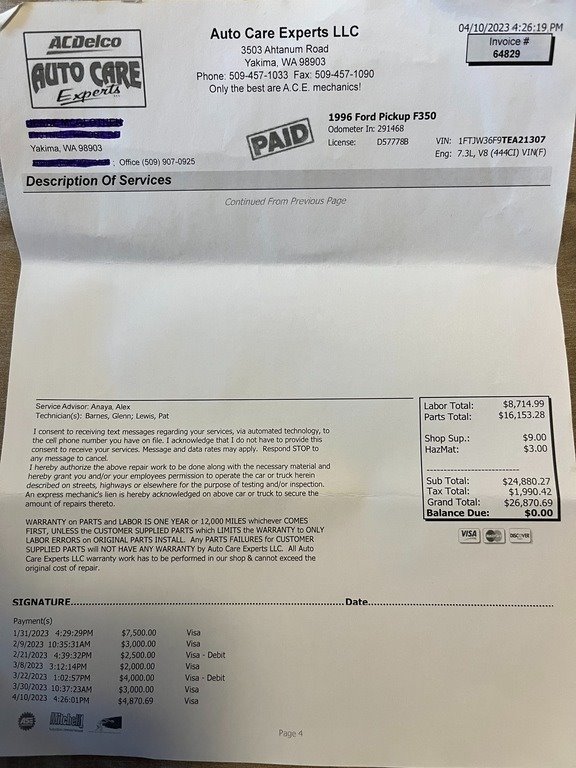 ACDelco
AUTO CARE
Experts
Auto Care Experts LLC
3503 Ahtanum Road
Yakima, WA 98903
Phone: 509-457-1033 Fax: 509-457-1090
Only the best are A.C.E. mechanics!
04/10/2023 4:26:19 PM
Invoice #
64829
Yakima, WA 98903
; Office (509) 907-0925
PAID
1996 Ford Pickup F350
Odometer In: 291468
License: D57778B
VIN: 1FTJW36F9TEA21307
Eng: 7.3L, V8 (444CI) VIN(F)
Description Of Services
Continued From Previous Page
Service Advisor: Anaya, Alex
Technician(s): Barnes, Glenn; Lewis, Pat
I consent to receiving text messages regarding your services, via automated technology, to
the cell phone number you have on file. I acknowledge that I do not have to provide this
consent to receive your services. Message and data rates may apply. Respond STOP to
any message to cancel.
I hereby authorize the above repair work to be done along with the necessary material and
hereby grant you and/or your employees permission to operate the car or truck herein
described on streets, highways or elsewhere for the purpose of testing and/or inspection.
An express mechanic's lien is hereby acknowledged on above car or truck to secure the
amount of repairs thereto.
WARRANTY on PARTS and LABOR IS ONE YEAR or 12,000 MILES whichever COMES
FIRST, UNLESS the CUSTOMER SUPPLIED PARTS which LIMITS the WARRANTY to ONLY
LABOR ERRORS on ORIGINAL PARTS INSTALL. Any PARTS FAILURES for CUSTOMER
SUPPLIED PARTS will NOT HAVE ANY WARRANTY by Auto Care Experts LLC. All Auto
Care Experts LLC warranty work has to be performed in our shop & cannot exceed the
original cost of repair.
Labor Total: $8,714.99
Parts Total: $16,153.28
Shop Sup.: $9.00
HazMat: $3.00
Sub Total: $24,880.27
Tax Total: $1,990.42
Grand Total: $26,870.69
Balance Due: $0.00
VISA MasterCard DISCOVER
SIGNATURE Date
Payment(s)
1/31/2023 4:29:29PM $7,500.00 Visa
2/9/2023 10:35:31AM $3,000.00 Visa
2/21/2023 4:39:32PM $2,500.00 Visa - Debit
3/8/2023 3:12:14PM $2,000.00 Visa
3/22/2023 1:02:57PM $4,000.00 Visa - Debit
3/30/2023 10:37:23AM $3,000.00 Visa
4/10/2023 4:26:01PM $4,870.69 Visa
ASE Mitchell1
Page 4